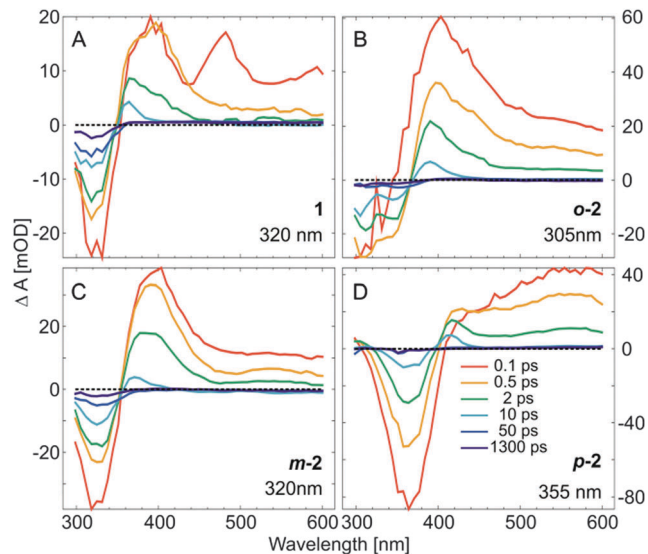 20
10
0
10
20
A
1
320 nm
60
40
20
0
20
B
o-2
305nm
20
0
20
C
m-2
320nm
40
0
-40
-80
D
0.1 ps
0.5 ps
2 ps
10 ps
50 ps
1300 ps
p-2
355 nm
Δ A [mOD]
300 400 500 600 300 400 500 600
Wavelength [nm]